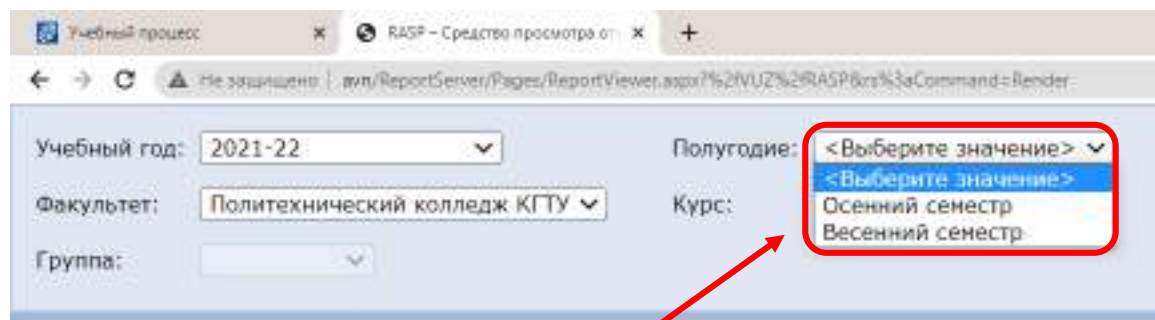 Учебный процесс RASP – Средство просмотра от
Не защищено avn/ReportServer/Pages/ReportViewer.aspx?%2fVUZ%2fRASP&rs%3aCommand=Render
Учебный год: 2021-22 Полугодие: <Выберите значение>
<Выберите значение>
Факультет: Политехнический колледж КГТУ Курс: Осенний семестр
Весенний семестр
Группа: